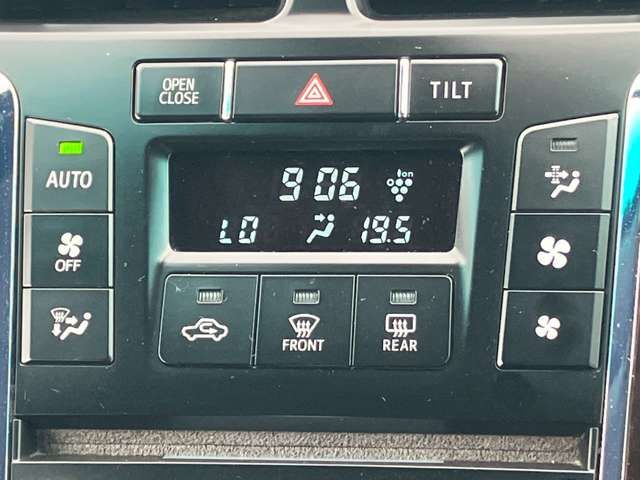 OPEN
CLOSE
TILT
AUTO
9 06 ion
LO 19.5
OFF
FRONT
REAR